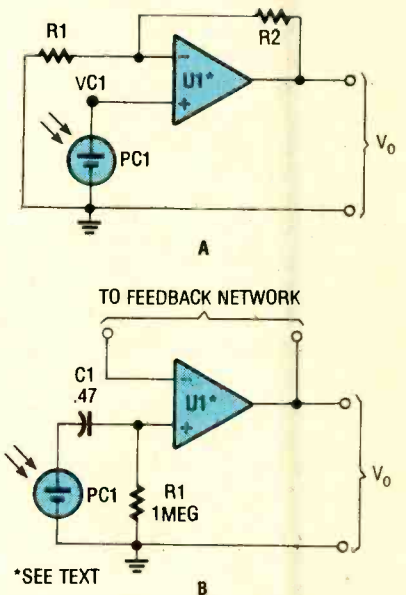 R1
R2
VC1
−
+
U1*
PC1
V₀
A
TO FEEDBACK NETWORK
C1
.47
−
+
U1*
PC1
R1
1MEG
V₀
*SEE TEXT
B